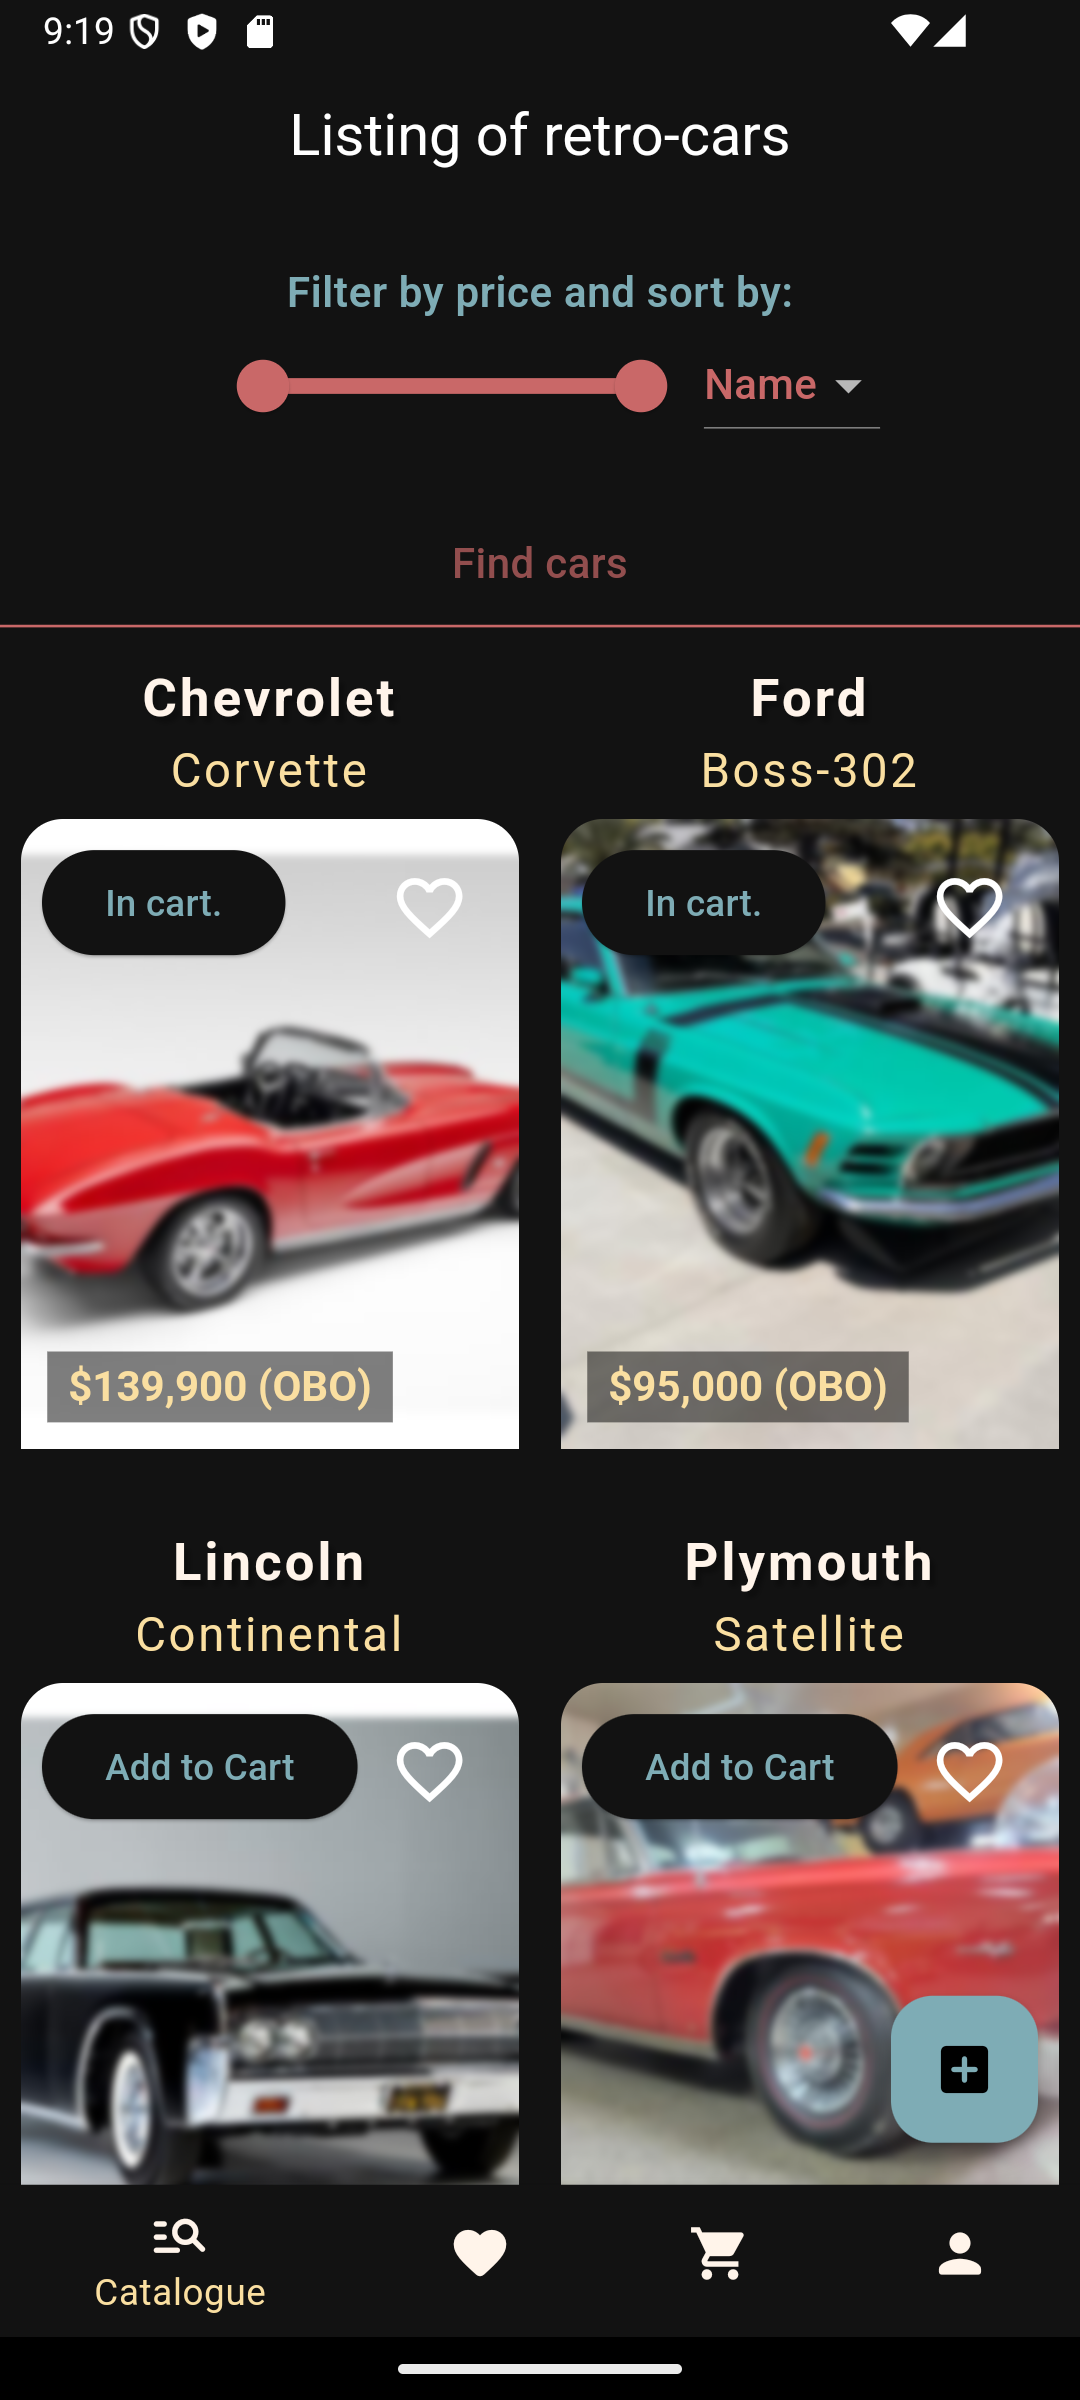 9:19
Listing of retro-cars
Filter by price and sort by:
Name
Find cars
Chevrolet
Corvette
In cart.
$139,900 (OBO)
Ford
Boss-302
In cart.
$95,000 (OBO)
Lincoln
Continental
Add to Cart
Plymouth
Satellite
Add to Cart
Catalogue